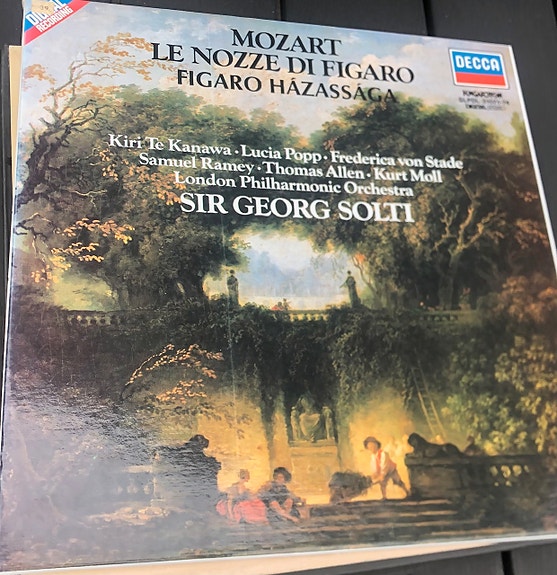 DIGITAL
RECORDING
MOZART
LE NOZZE DI FIGARO
FIGARO HÁZASSÁGA
DECCA
HUNGAROTON
Kiri Te Kanawa · Lucia Popp · Frederica von Stade
Samuel Ramey · Thomas Allen · Kurt Moll
London Philharmonic Orchestra
SIR GEORG SOLTI